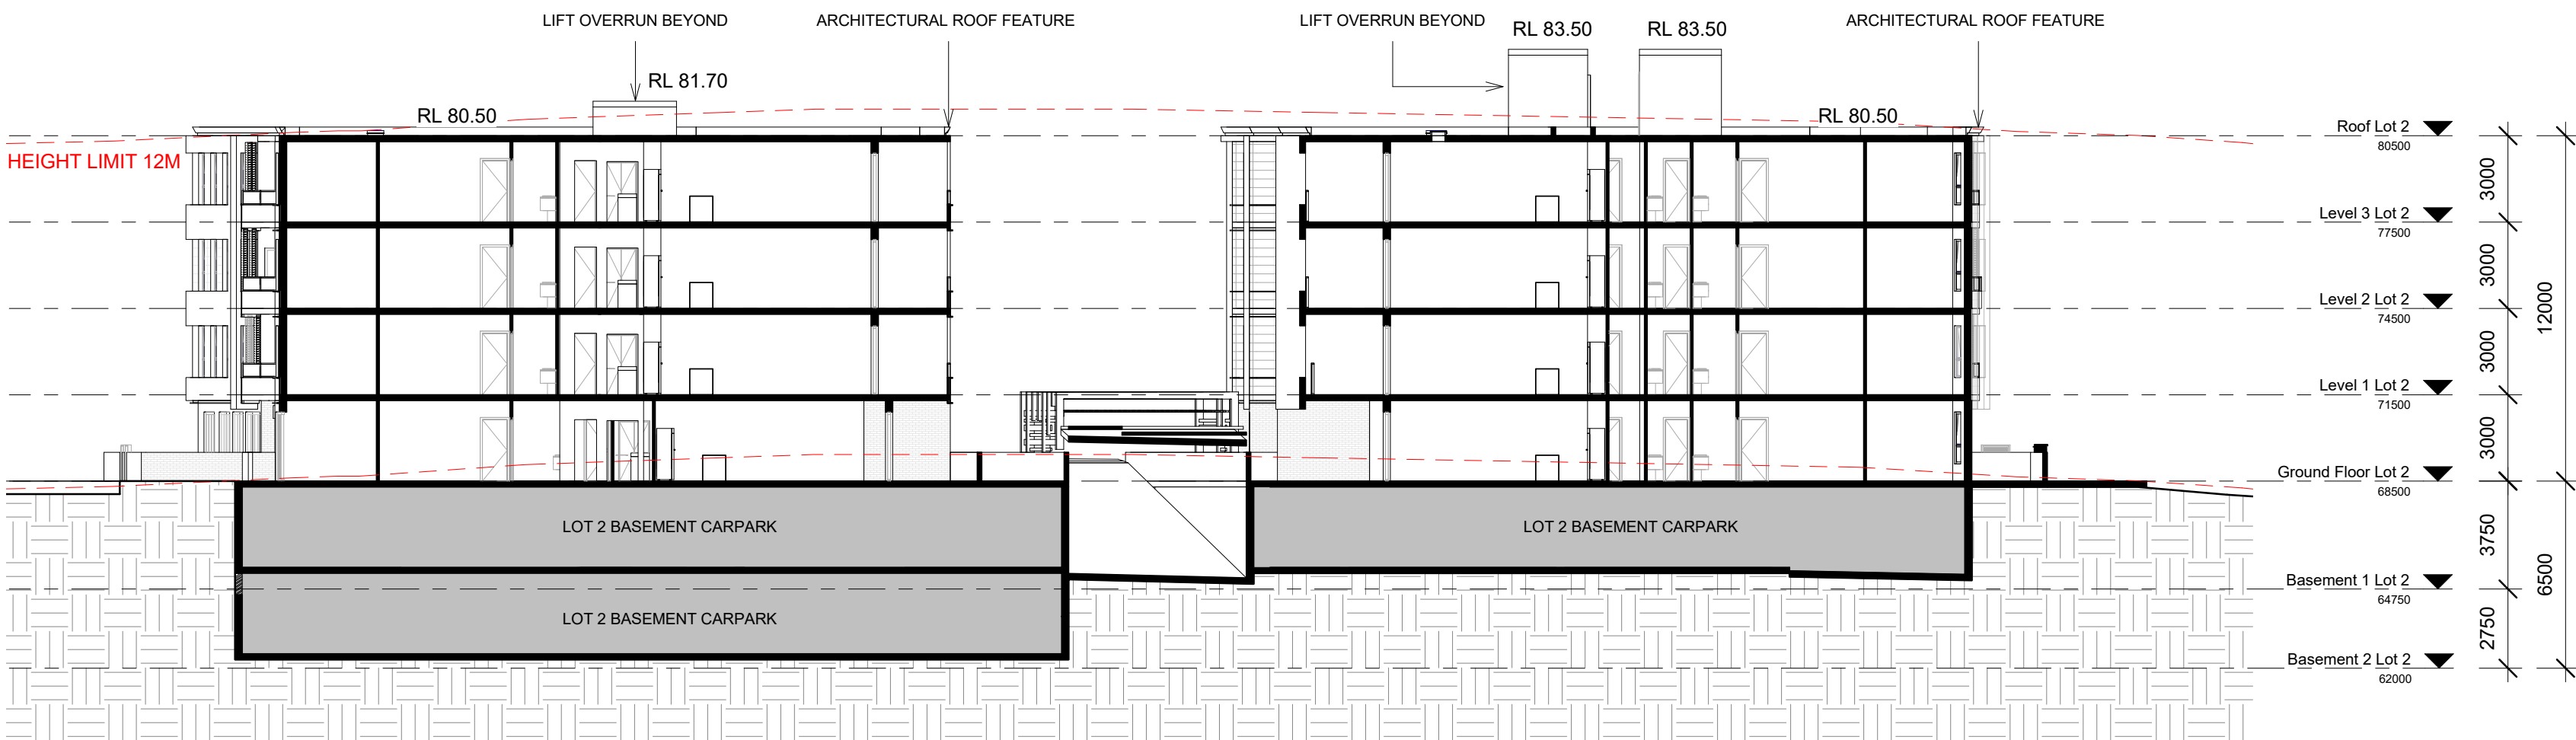 LIFT OVERRUN BEYOND
ARCHITECTURAL ROOF FEATURE
LIFT OVERRUN BEYOND
RL 83.50
RL 83.50
ARCHITECTURAL ROOF FEATURE
RL 81.70
RL 80.50
RL 80.50
HEIGHT LIMIT 12M
Roof Lot 2
80500
3000
Level 3 Lot 2
77500
3000
Level 2 Lot 2
74500
12000
3000
Level 1 Lot 2
71500
3000
Ground Floor Lot 2
68500
LOT 2 BASEMENT CARPARK
LOT 2 BASEMENT CARPARK
3750
Basement 1 Lot 2
64750
6500
LOT 2 BASEMENT CARPARK
2750
Basement 2 Lot 2
62000